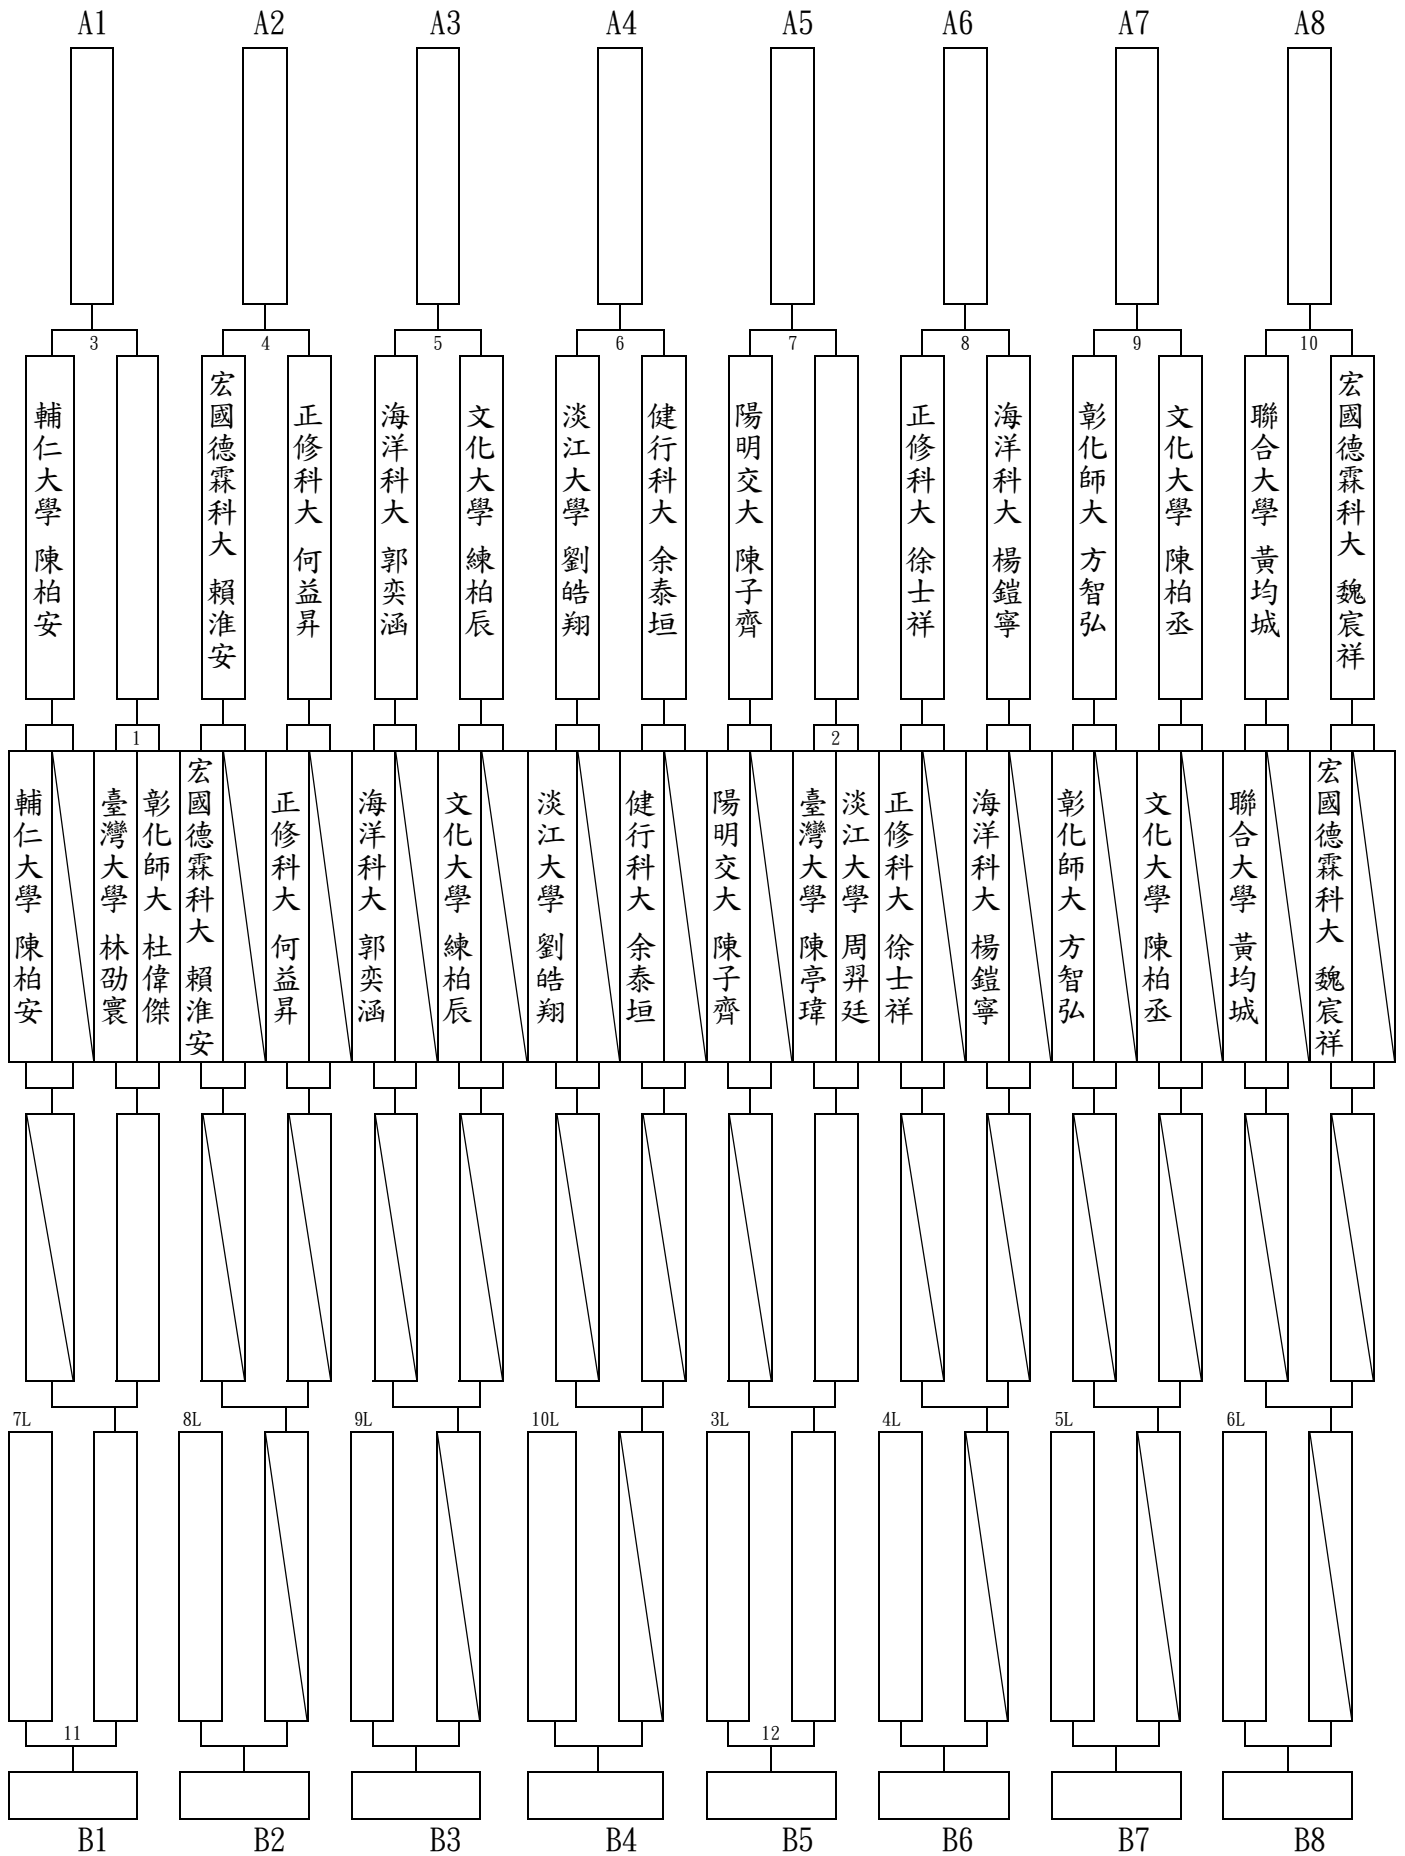 A1 A2 A3 A4 A5 A6 A7 A8
3 4 5 6 7 8 9 10
輔仁大學 陳柏安
宏國德霖科大 賴淮安
正修科大 何益昇
海洋科大 郭奕涵
文化大學 練柏辰
淡江大學 劉皓翔
健行科大 余泰垣
陽明交大 陳子齊
正修科大 徐士祥
海洋科大 楊鎧寧
彰化師大 方智弘
文化大學 陳柏丞
聯合大學 黃均城
宏國德霖科大 魏宸祥
1 2
輔仁大學 陳柏安
臺灣大學 林劭寰
彰化師大 杜偉傑
宏國德霖科大 賴淮安
正修科大 何益昇
海洋科大 郭奕涵
文化大學 練柏辰
淡江大學 劉皓翔
健行科大 余泰垣
陽明交大 陳子齊
臺灣大學 陳亭瑋
淡江大學 周羿廷
正修科大 徐士祥
海洋科大 楊鎧寧
彰化師大 方智弘
文化大學 陳柏丞
聯合大學 黃均城
宏國德霖科大 魏宸祥
7L 8L 9L 10L 3L 4L 5L 6L
11 12
B1 B2 B3 B4 B5 B6 B7 B8